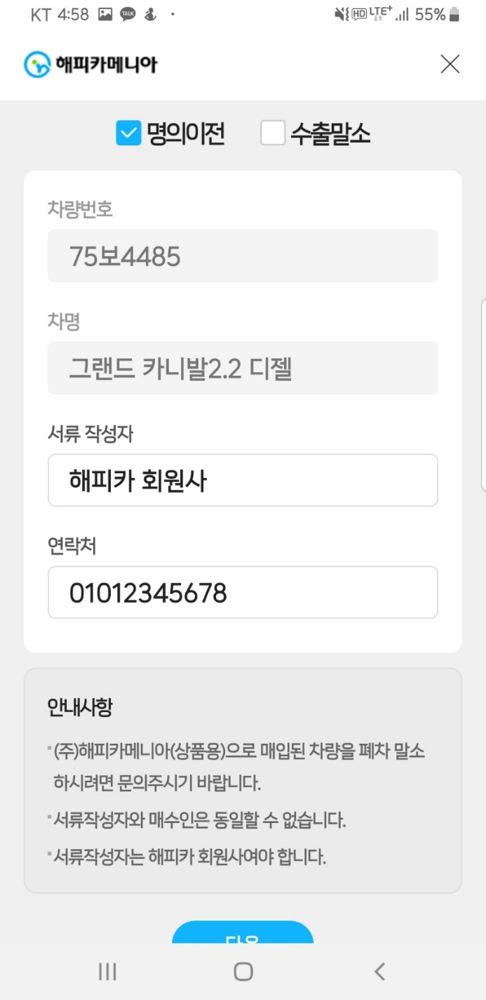 KT 4:58 TALK HD LTE+ 55%
해피카메니아
명의이전 수출말소
차량번호
75보4485
차명
그랜드 카니발2.2 디젤
서류 작성자
해피카 회원사
연락처
01012345678
안내사항
(주)해피카메니아(상품용)으로 매입된 차량을 폐차 말소
하시려면 문의주시기 바랍니다.
서류작성자와 매수인은 동일할 수 없습니다.
서류작성자는 해피카 회원사여야 합니다.